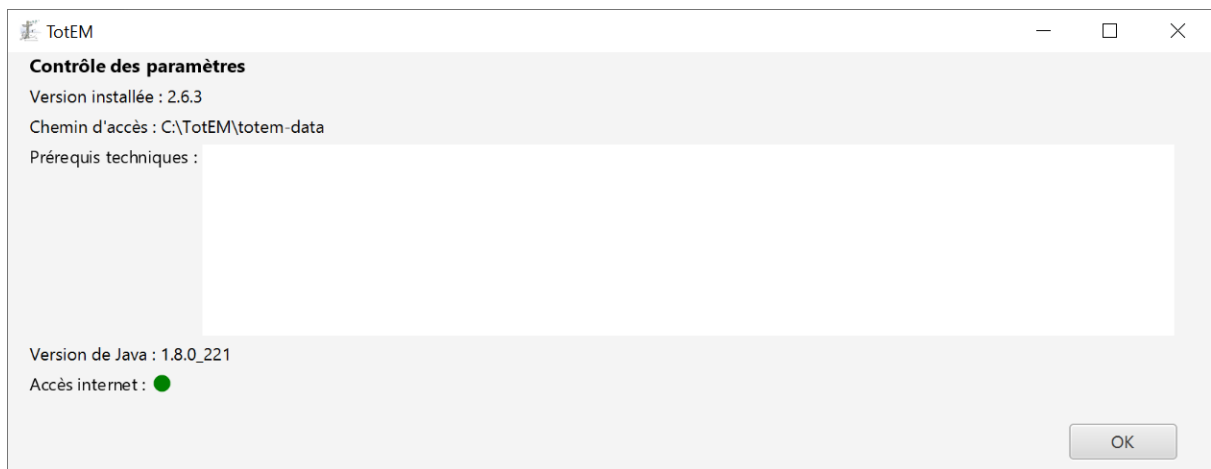 TotEM
Contrôle des paramètres
Version installée : 2.6.3
Chemin d'accès : C:\TotEM\totem-data
Prérequis techniques :
Version de Java : 1.8.0_221
Accès internet :
OK